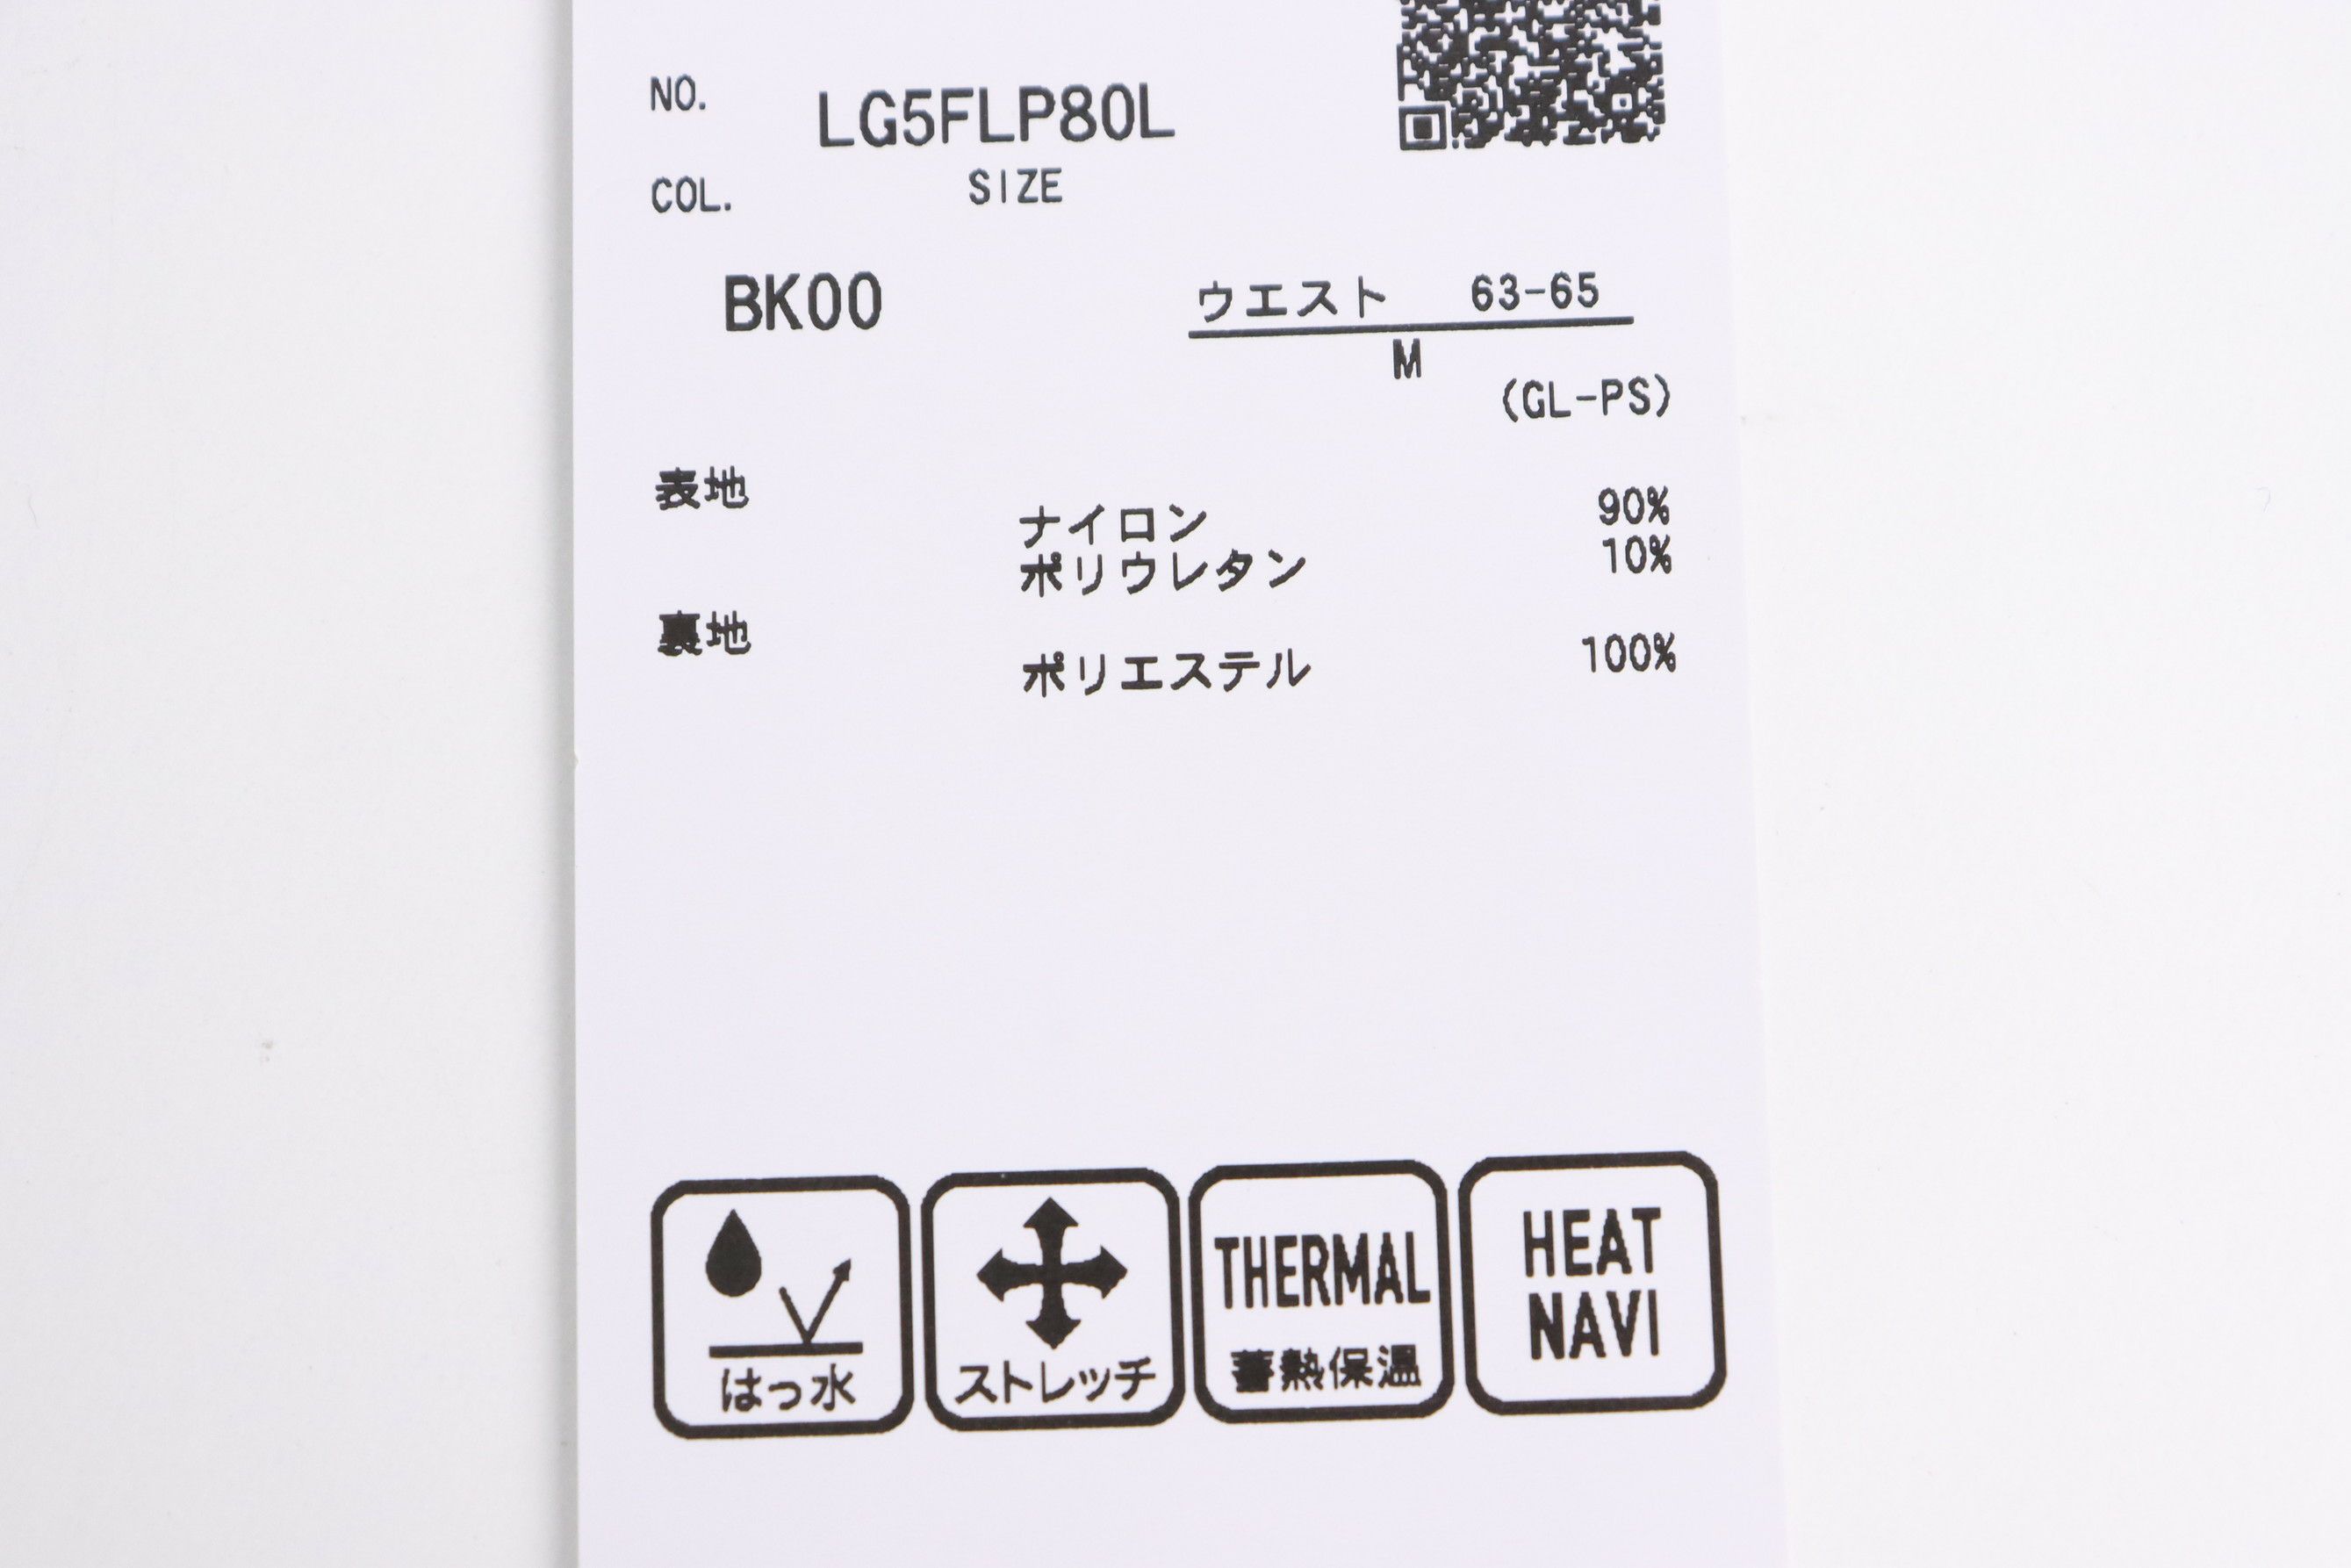 NO. LG5FLP80L
COL. SIZE
BK00 ウエスト 63-65
M
(GL-PS)
表地
ナイロン 90%
ポリウレタン 10%
裏地
ポリエステル 100%
はっ水
ストレッチ
THERMAL
蓄熱保温
HEAT
NAVI